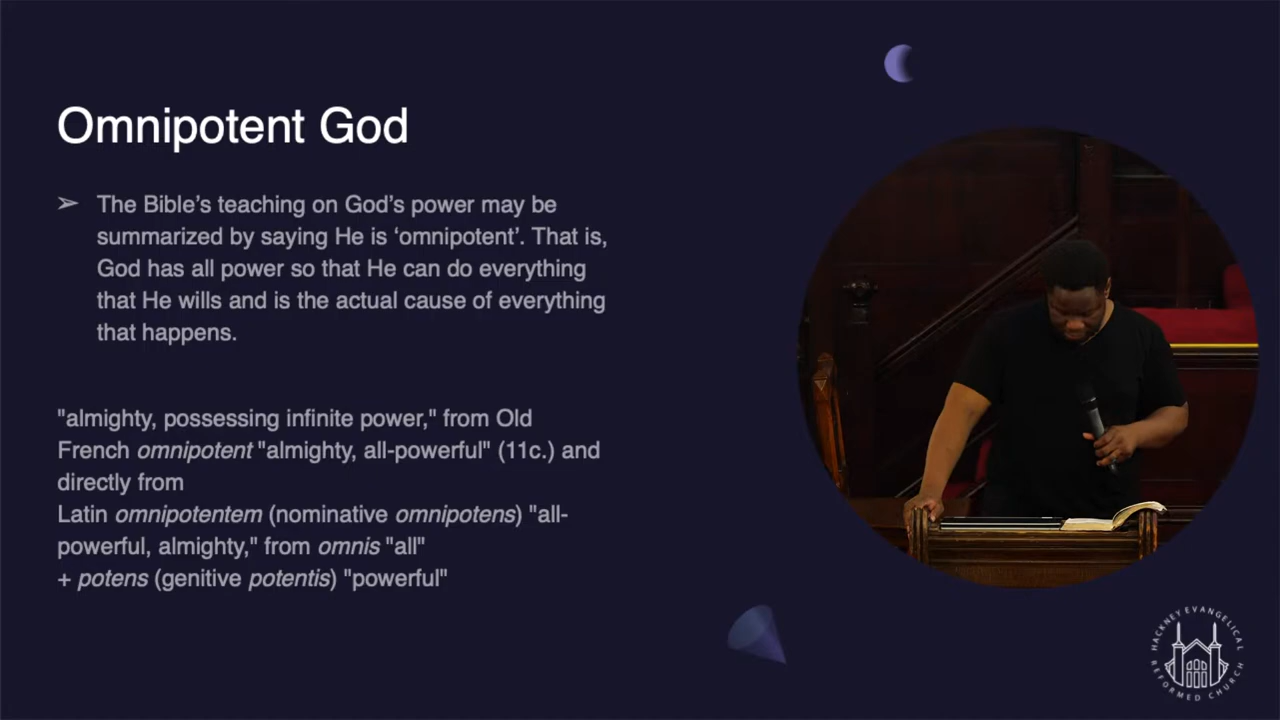 Omnipotent God
➢ The Bible’s teaching on God’s power may be
summarized by saying He is ‘omnipotent’. That is,
God has all power so that He can do everything
that He wills and is the actual cause of everything
that happens.
"almighty, possessing infinite power," from Old
French omnipotent "almighty, all-powerful" (11c.) and
directly from
Latin omnipotentem (nominative omnipotens) "all-
powerful, almighty," from omnis "all"
+ potens (genitive potentis) "powerful"
HACKNEY EVANGELICAL
REFORMED CHURCH